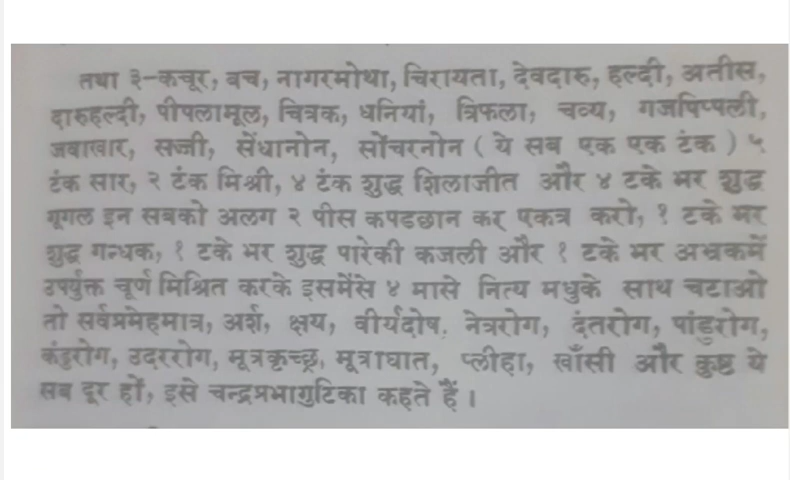 तथा ३-कचूर, वच, नागरमोथा, चिरायता, देवदारु, हल्दी, अतीस,
दारुहल्दी, पीपलामूल, चित्रक, धनियां, त्रिफला, चव्य, गजपिप्पली,
जवाखार, सज्जी, सेंधानोन, सोंचरनोन ( ये सब एक एक टंक ) ५
टंक सार, २ टंक मिश्री, ४ टंक शुद्ध शिलाजीत और ४ टके भर शुद्ध
गूगल इन सबको अलग २ पीस कपडछान कर एकत्र करो, १ टके भर
शुद्ध गन्धक, १ टके भर शुद्ध पारेकी कजली और १ टके भर अभ्रकमें
उपर्युक्त चूर्ण मिश्रित करके इसमेंसे ४ मासे नित्य मधुके साथ चटाओ
तो सर्वप्रमेहमात्र, अर्श, क्षय, वीर्यदोष, नेत्ररोग, दंतरोग, पांडुरोग,
कंडुरोग, उदररोग, मूत्रकृच्छ्र, मूत्राघात, प्लीहा, खाँसी और कुष्ठ ये
सब दूर हों, इसे चन्द्रप्रभागुटिका कहते हैं ।